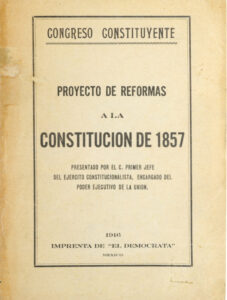 CONGRESO CONSTITUYENTE
PROYECTO DE REFORMAS
A LA
CONSTITUCION DE 1857
PRESENTADO POR EL C. PRIMER JEFE
DEL EJÉRCITO CONSTITUCIONALISTA, ENCARGADO DEL
PODER EJECUTIVO DE LA UNION.
1916
IMPRENTA DE "EL DEMOCRATA"
MEXICO